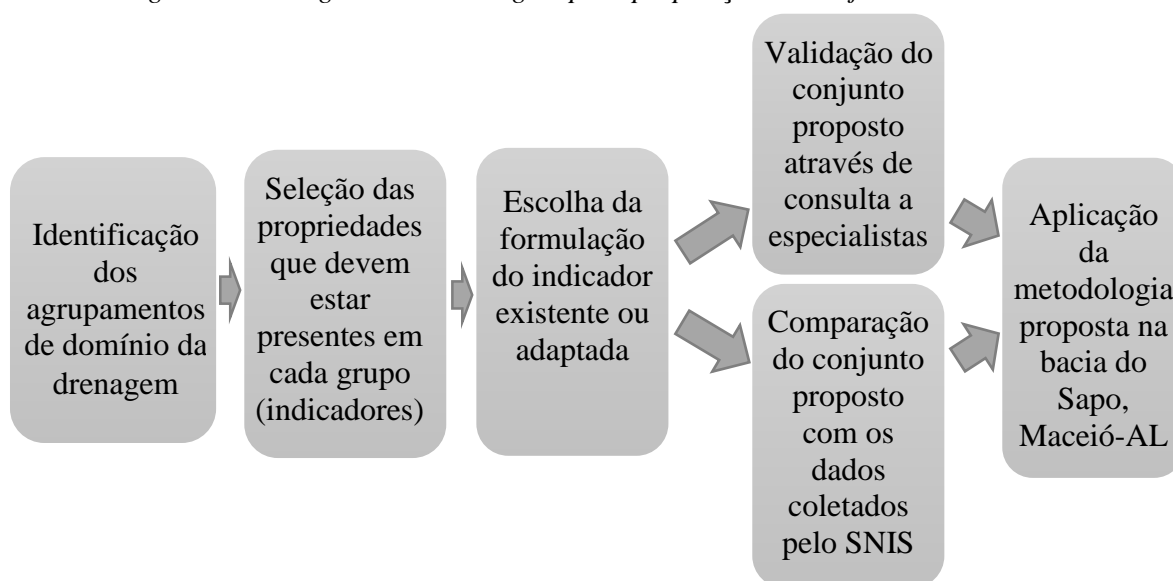 Identificação
dos
agrupamentos
de domínio da
drenagem
Seleção das
propriedades
que devem
estar
presentes em
cada grupo
(indicadores)
Escolha da
formulação
do indicador
existente ou
adaptada
Validação do
conjunto
proposto
através de
consulta a
especialistas
Comparação
do conjunto
proposto
com os
dados
coletados
pelo SNIS
Aplicação
da
metodologia
proposta na
bacia do
Sapo,
Maceió-AL